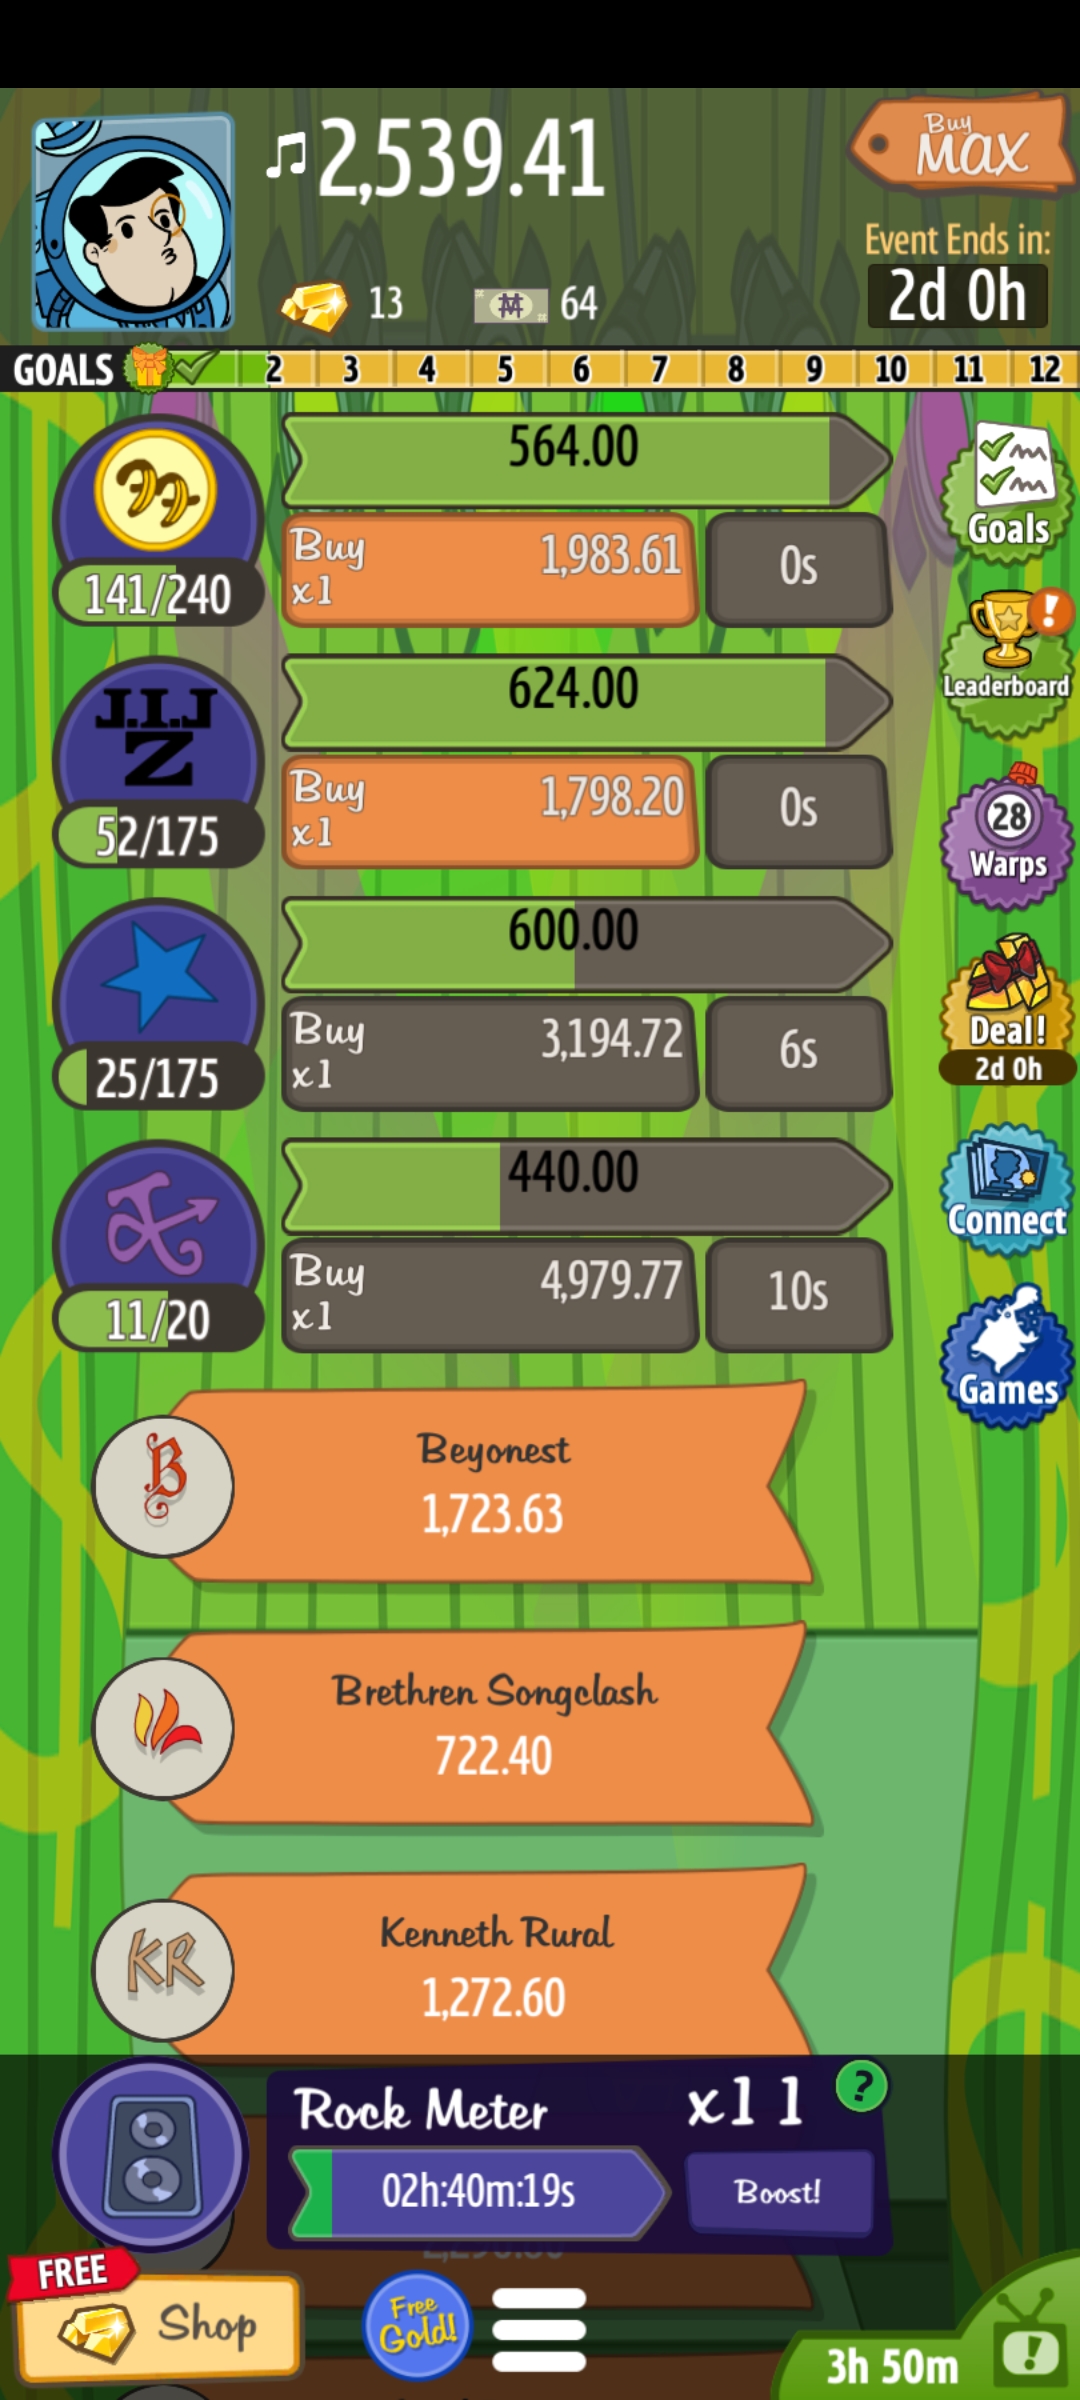 2,539.41
Buy
MAX
Event Ends in:
2d 0h
13
64
GOALS 2 3 4 5 6 7 8 9 10 11 12
564.00
Buy
x1
1,983.61
0s
141/240
Goals
J.I.J
Z
624.00
Buy
x1
1,798.20
0s
52/175
!
Leaderboard
28
Warps
600.00
Buy
x1
3,194.72
6s
25/175
Deal!
2d 0h
440.00
Buy
x1
4,979.77
10s
11/20
Connect
Games
B
Beyonest
1,723.63
Brethren Songclash
722.40
KR
Kenneth Rural
1,272.60
Rock Meter
x11
?
02h:40m:19s
Boost!
FREE
Shop
Free
Gold!
3h 50m
!